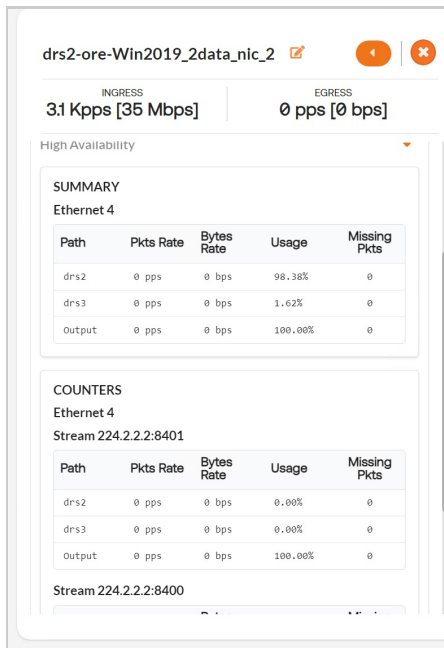 drs2-ore-Win2019_2data_nic_2
INGRESS
3.1 Kpps [35 Mbps]
EGRESS
0 pps [0 bps]
High Availability
SUMMARY
Ethernet 4
Path Pkts Rate Bytes Rate Usage Missing Pkts
drs2 0 pps 0 bps 98.38% 0
drs3 0 pps 0 bps 1.62% 0
Output 0 pps 0 bps 100.00% 0
COUNTERS
Ethernet 4
Stream 224.2.2.2:8401
Path Pkts Rate Bytes Rate Usage Missing Pkts
drs2 0 pps 0 bps 0.00% 0
drs3 0 pps 0 bps 0.00% 0
Output 0 pps 0 bps 100.00% 0
Stream 224.2.2.2:8400